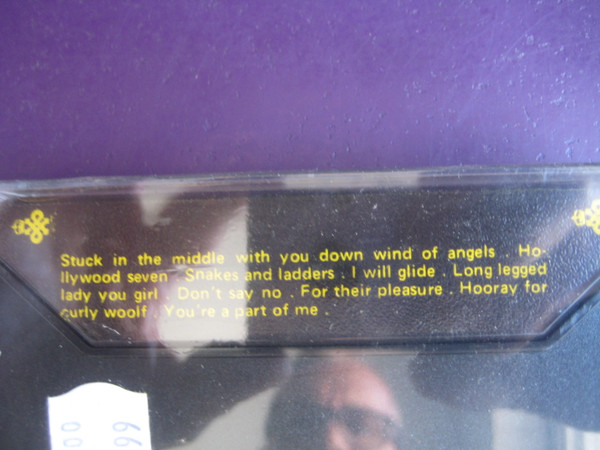 Stuck in the middle with you down wind of angels . Ho-
llywood seven . Snakes and ladders . I will glide . Long legged
lady you girl . Don't say no . For their pleasure . Hooray for
curly woolf . You're a part of me .
00
99